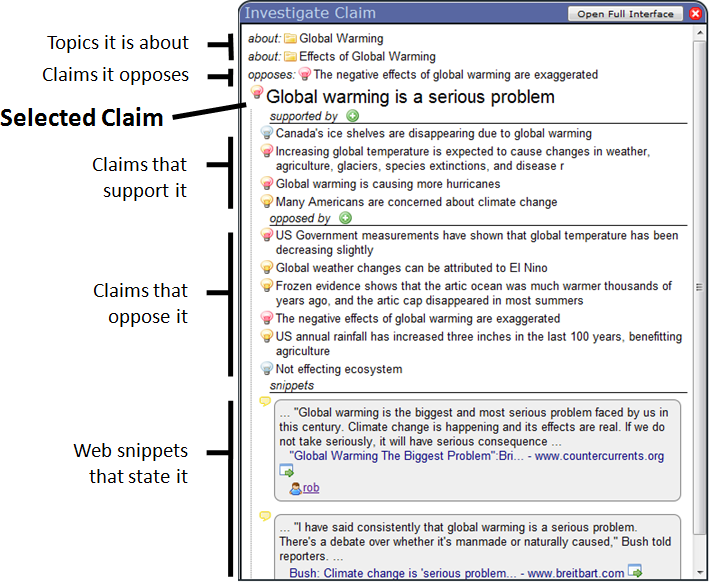 Investigate Claim
Open Full Interface
Topics it is about
about: Global Warming
about: Effects of Global Warming
Claims it opposes
opposes: The negative effects of global warming are exaggerated
Selected Claim
Global warming is a serious problem
supported by
Claims that
support it
Canada's ice shelves are disappearing due to global warming
Increasing global temperature is expected to cause changes in weather,
agriculture, glaciers, species extinctions, and disease r
Global warming is causing more hurricanes
Many Americans are concerned about climate change
opposed by
Claims that
oppose it
US Government measurements have shown that global temperature has been
decreasing slightly
Global weather changes can be attributed to El Nino
Frozen evidence shows that the artic ocean was much warmer thousands of
years ago, and the artic cap disappeared in most summers
The negative effects of global warming are exaggerated
US annual rainfall has increased three inches in the last 100 years, benefitting
agriculture
Not effecting ecosystem
snippets
Web snippets
that state it
... "Global warming is the biggest and most serious problem faced by us in
this century. Climate change is happening and its effects are real. If we do
not take seriously, it will have serious consequence ...
"Global Warming The Biggest Problem":Bri... - www.countercurrents.org
rob
... "I have said consistently that global warming is a serious problem.
There's a debate over whether it's manmade or naturally caused," Bush told
reporters. ...
Bush: Climate change is 'serious problem... - www.breitbart.com